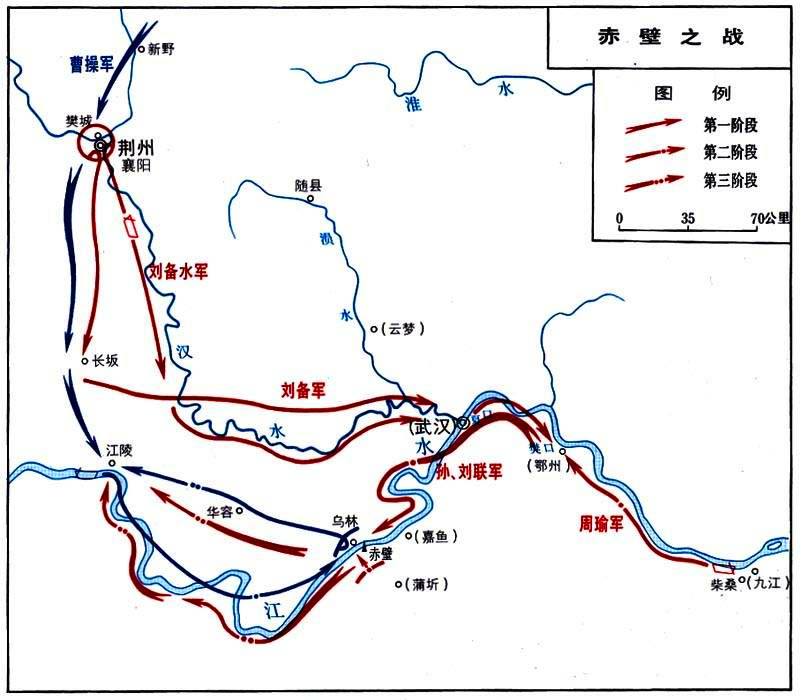 赤壁之战
图 例
第一阶段
第二阶段
第三阶段
0 35 70公里
新野
曹操军
淮 水
樊城
荆州
襄阳
随县
涢
水
刘备水军
(云梦)
汉
长坂
刘备军
水
(武汉)
夏口
水
樊口
(鄂州)
江陵
孙、刘联军
华容
乌林
周瑜军
(嘉鱼)
赤壁
(蒲圻)
柴桑
(九江)
江